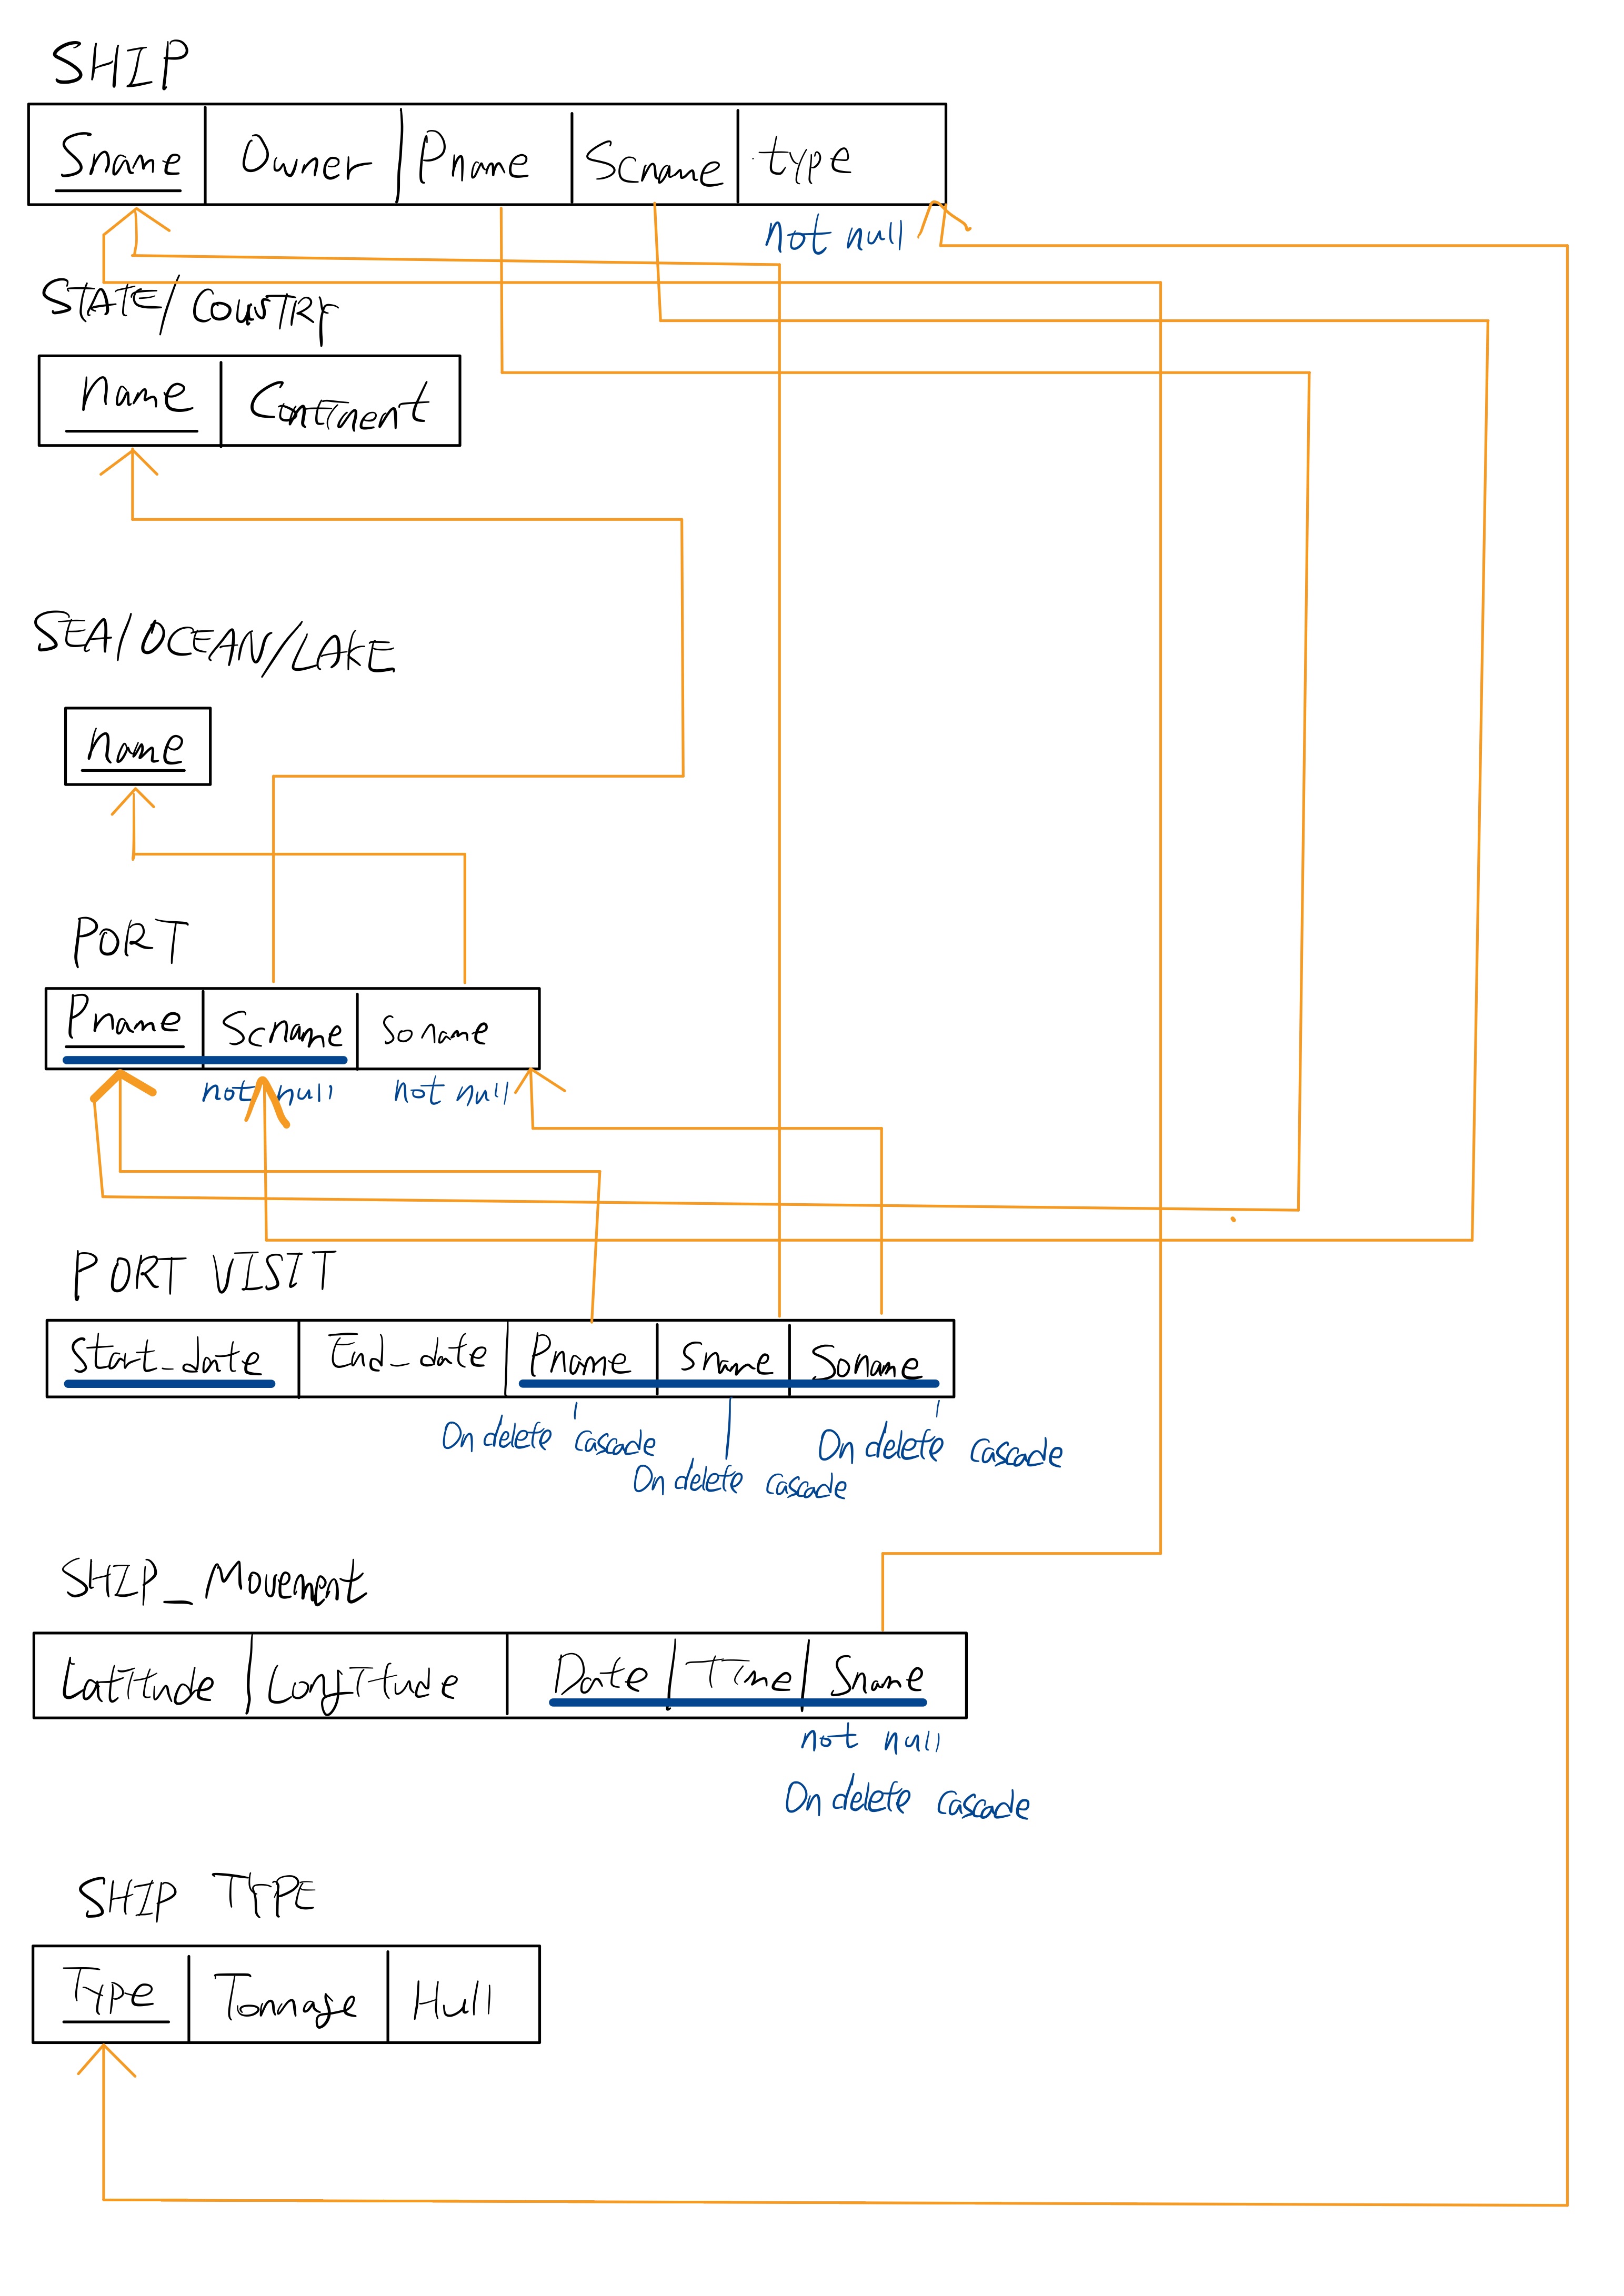 SHIP
Sname Owner Pname Scname type
not null
STATE/COUNTRY
name Continent
SEA/OCEAN/LAKE
name
PORT
Pname Scname Soname
not null not null
PORT VISIT
Start_date End_date Pname Sname Soname
On delete cascade On delete cascade
On delete cascade
SHIP_Movement
Latitude Longitude Date Time Sname
not null
On delete cascade
SHIP TYPE
Type Tonnage Hull